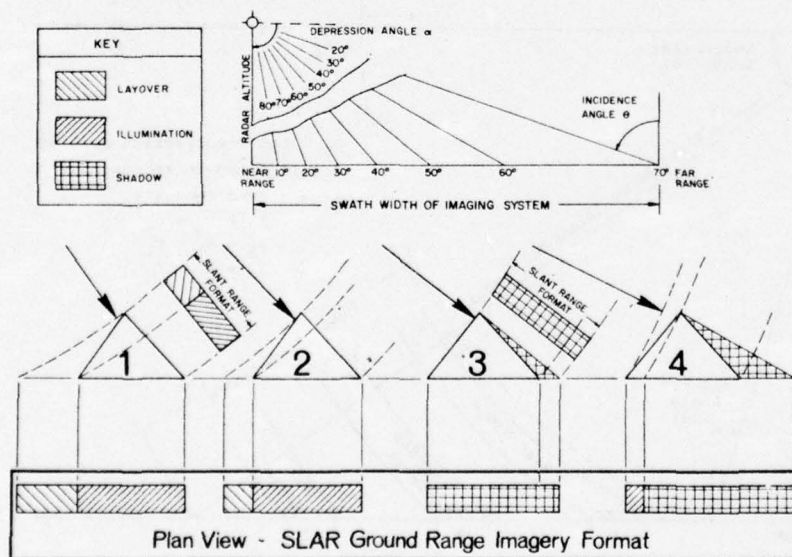 KEY
LAYOVER
ILLUMINATION
SHADOW
DEPRESSION ANGLE α
20°
30°
40°
50°
60°
70°
80°
RADAR ALTITUDE
INCIDENCE
ANGLE θ
NEAR
RANGE
10°
20°
30°
40°
50°
60°
70°
FAR
RANGE
SWATH WIDTH OF IMAGING SYSTEM
SLANT RANGE
FORMAT
SLANT RANGE
FORMAT
1
2
3
4
Plan View - SLAR Ground Range Imagery Format